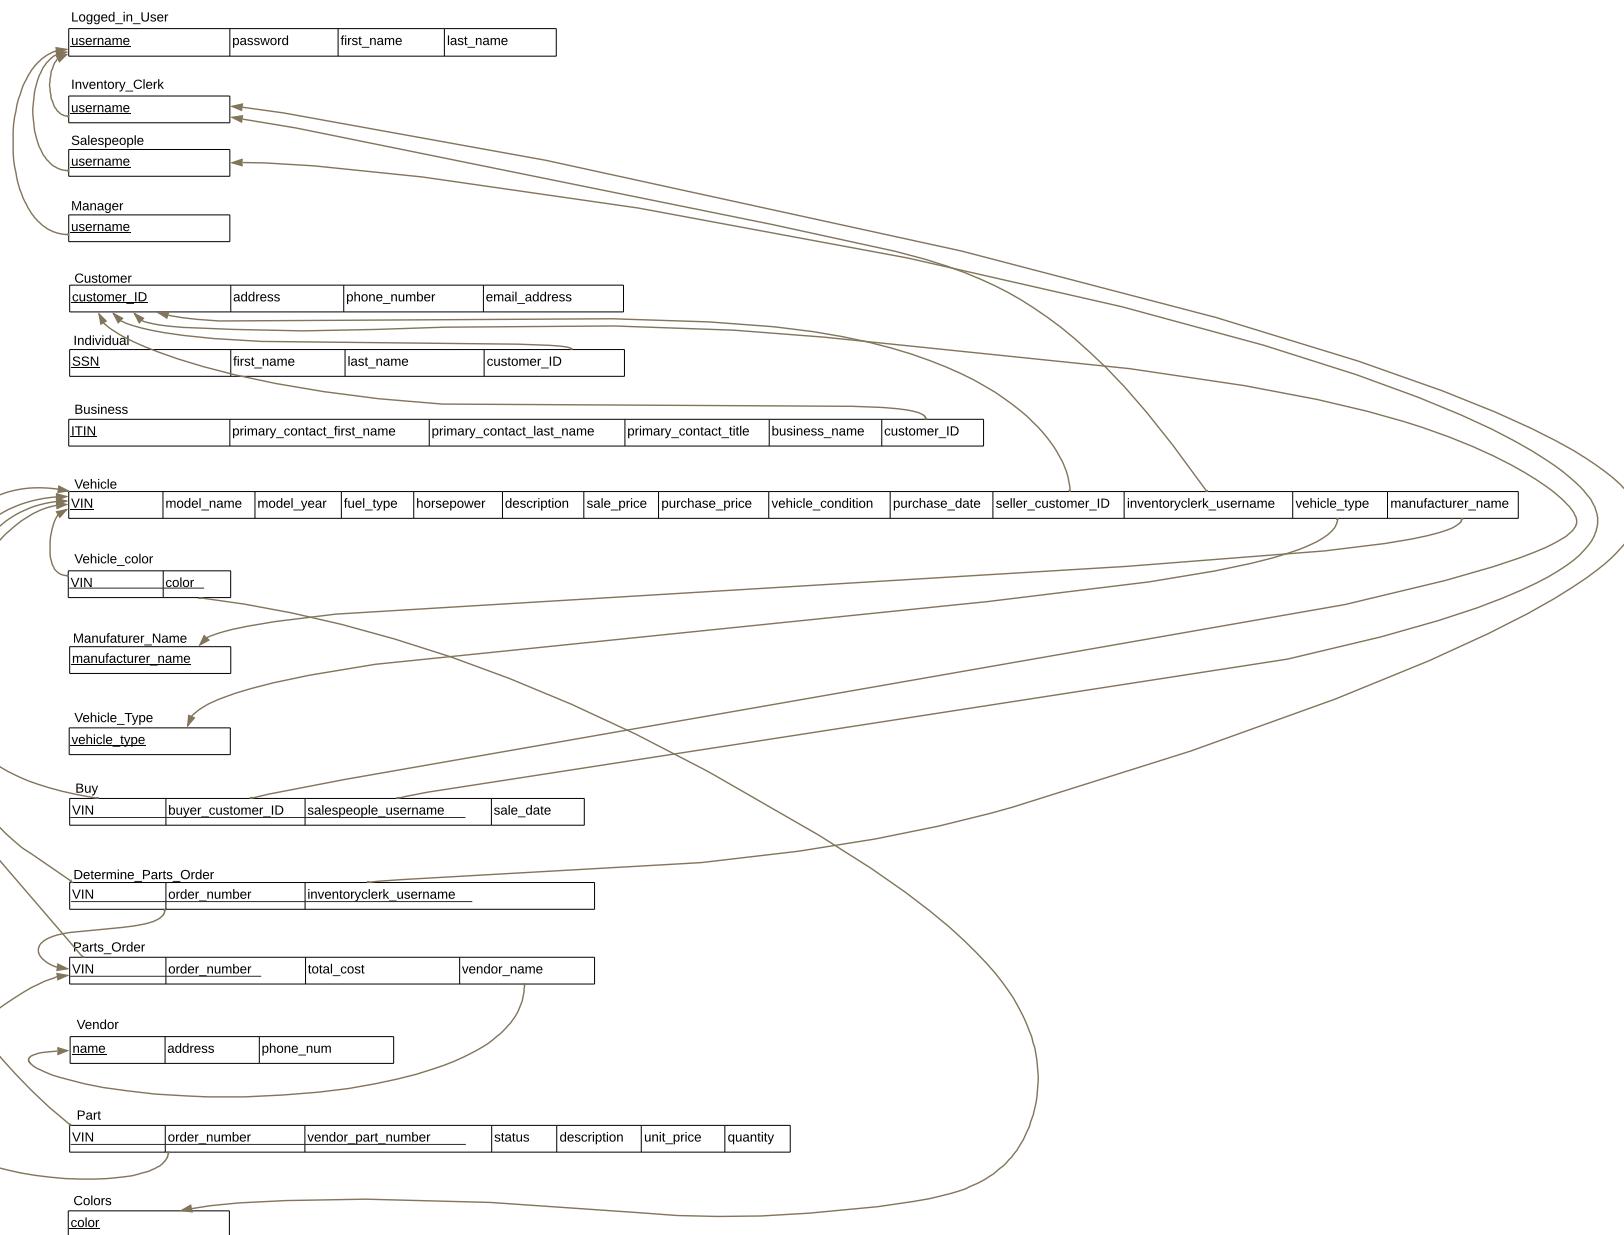 Logged_in_User
username password first_name last_name
Inventory_Clerk
username
Salespeople
username
Manager
username
Customer
customer_ID address phone_number email_address
Individual
SSN first_name last_name customer_ID
Business
ITIN primary_contact_first_name primary_contact_last_name primary_contact_title business_name customer_ID
Vehicle
VIN model_name model_year fuel_type horsepower description sale_price purchase_price vehicle_condition purchase_date seller_customer_ID inventoryclerk_username vehicle_type manufacturer_name
Vehicle_color
VIN color
Manufaturer_Name
manufacturer_name
Vehicle_Type
vehicle_type
Buy
VIN buyer_customer_ID salespeople_username sale_date
Determine_Parts_Order
VIN order_number inventoryclerk_username
Parts_Order
VIN order_number total_cost vendor_name
Vendor
name address phone_num
Part
VIN order_number vendor_part_number status description unit_price quantity
Colors
color